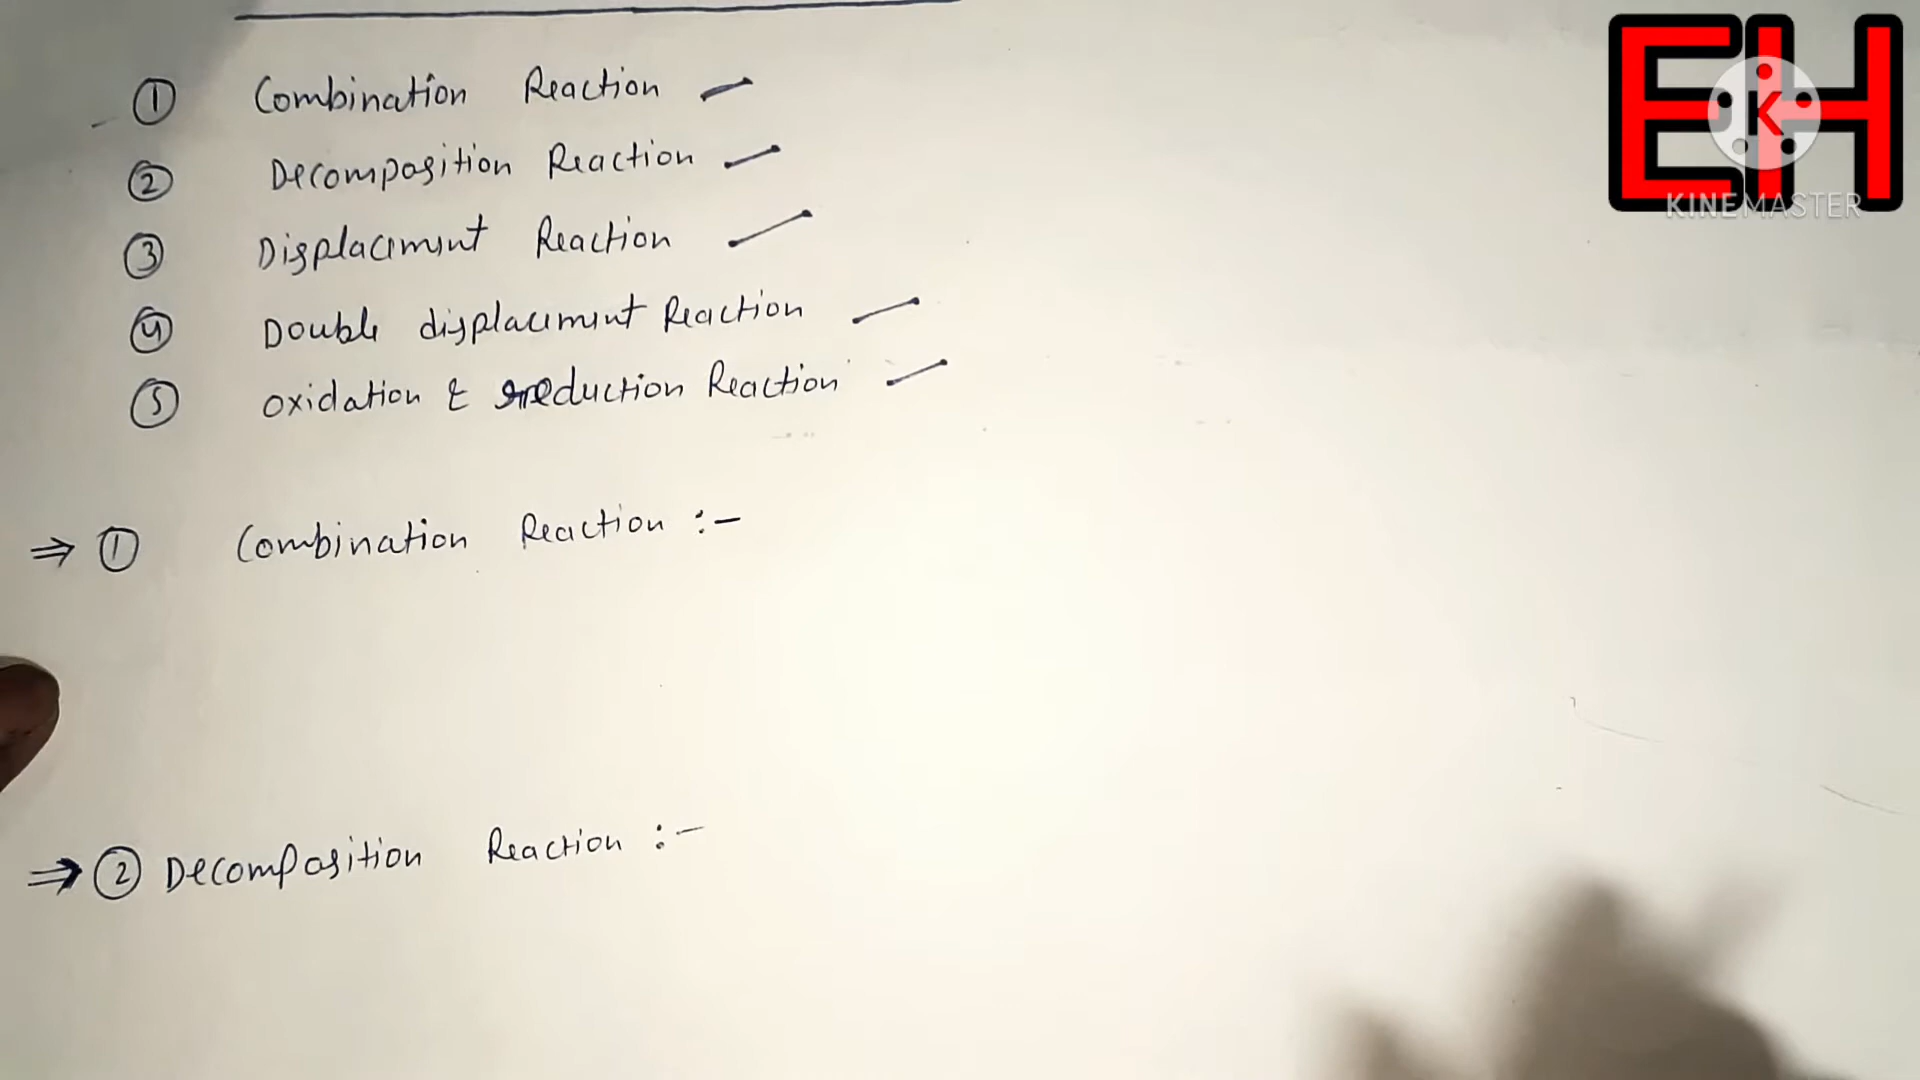 ① Combination Reaction
② Decomposition Reaction
③ Displacement Reaction
④ Double displacement Reaction
⑤ oxidation & reduction Reaction
⇒ ① Combination Reaction :-
⇒ ② Decomposition Reaction :-
EH
K
KINEMASTER